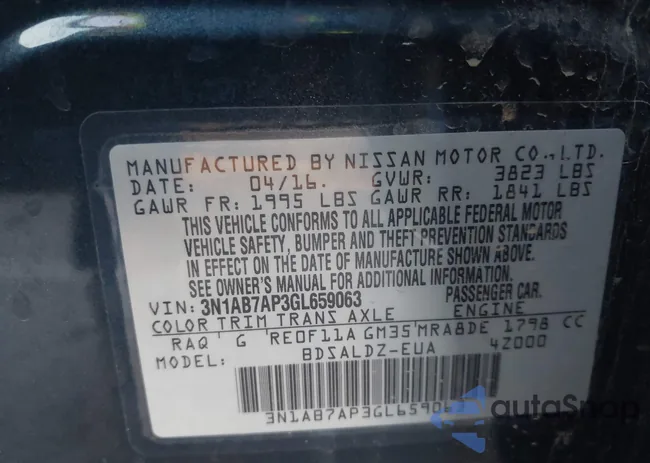 MANUFACTURED BY NISSAN MOTOR CO.,LTD.
DATE: 04/16. GVWR: 3823 LBS
GAWR FR: 1995 LBS GAWR RR: 1841 LBS
THIS VEHICLE CONFORMS TO ALL APPLICABLE FEDERAL MOTOR
VEHICLE SAFETY, BUMPER AND THEFT PREVENTION STANDARDS
IN EFFECT ON THE DATE OF MANUFACTURE SHOWN ABOVE.
SEE OWNER'S MANUAL FOR ADDITIONAL INFORMATION.
VIN: 3N1AB7AP3GL659063 PASSENGER CAR.
COLOR TRIM TRANS AXLE
RAQ G RE0F11A GM35 MRA8DE 1798 CC
MODEL: BDSALDZ-EUA 4Z000
3N1AB7AP3GL6590
autoSnap